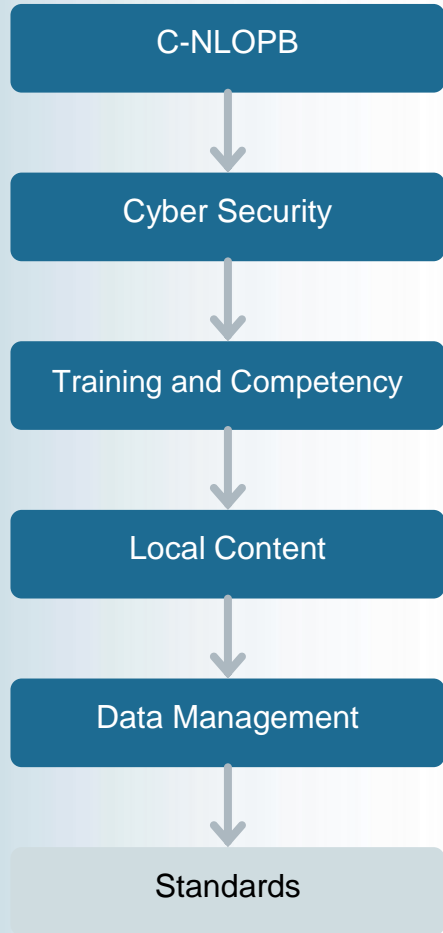 C-NLOPB
Cyber Security
Training and Competency
Local Content
Data Management
Standards